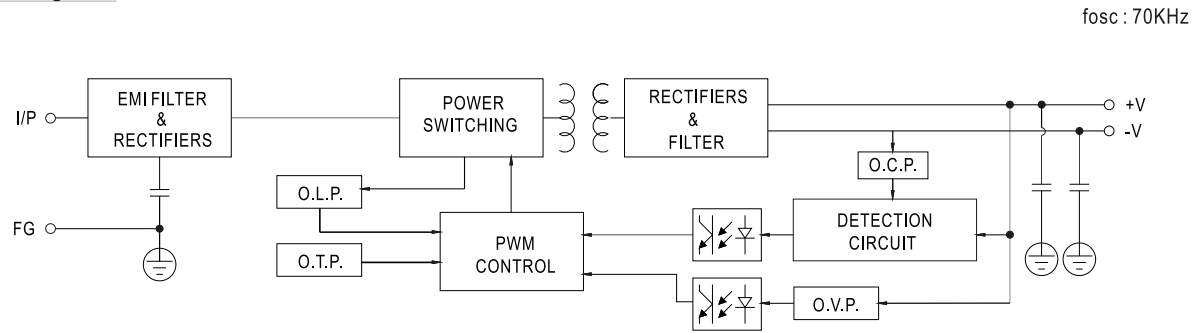 fosc : 70KHz
I/P
EMI FILTER
&
RECTIFIERS
POWER
SWITCHING
RECTIFIERS
&
FILTER
+V
-V
O.C.P.
O.L.P.
FG
PWM
CONTROL
DETECTION
CIRCUIT
O.T.P.
O.V.P.